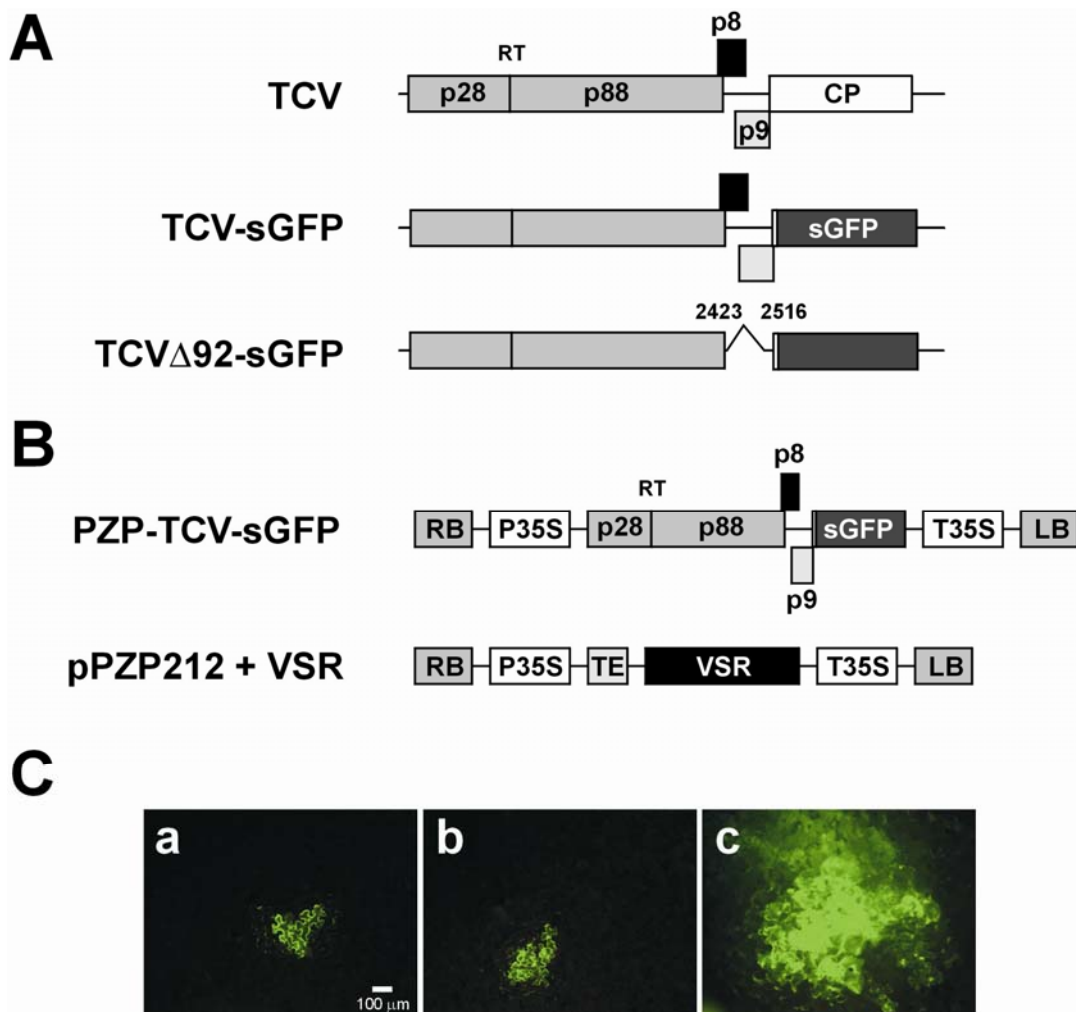 A
p8
RT
TCV
p28
p88
CP
p9
TCV-sGFP
sGFP
2423 2516
TCVΔ92-sGFP
B
p8
RT
PZP-TCV-sGFP
RB P35S p28 p88 sGFP T35S LB
p9
pPZP212 + VSR
RB P35S TE VSR T35S LB
C
a b c
100 μm